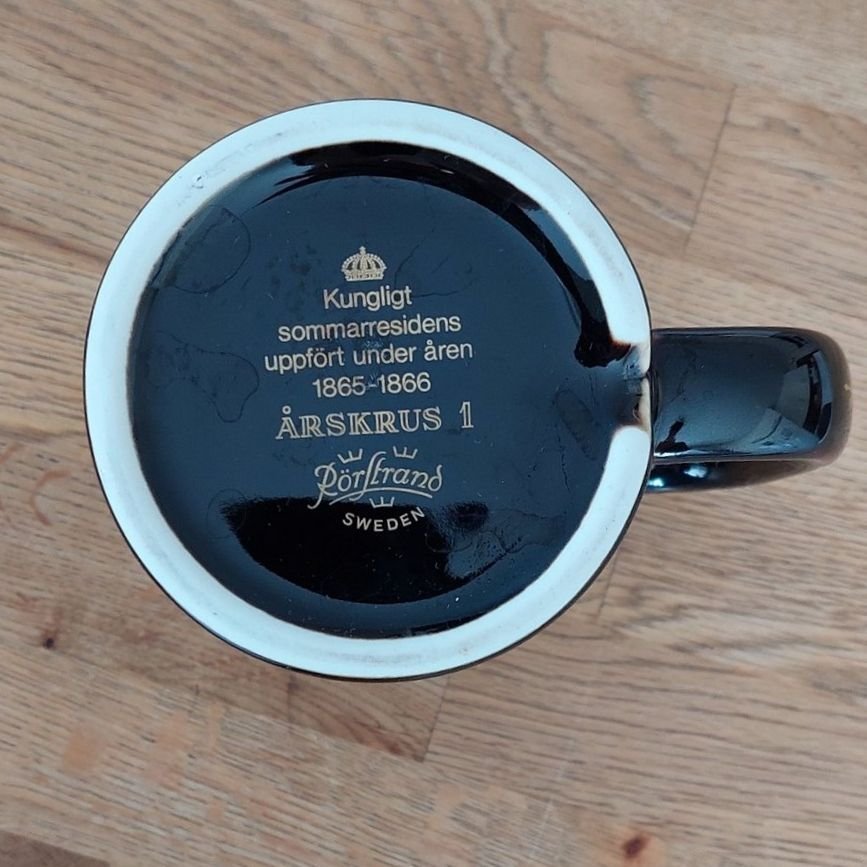 Kungligt
sommarresidens
uppfört under åren
1865-1866
ÅRSKRUS 1
Rörstrand
SWEDEN